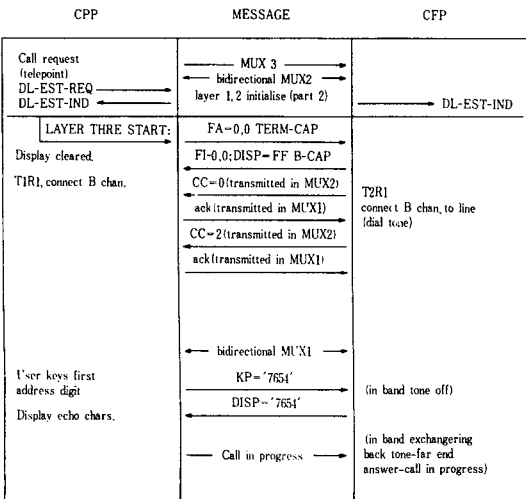 CPP MESSAGE CFP
Call request
(telepoint)
DL-EST-REQ
DL-EST-IND
MUX 3
bidirectional MUX2
layer 1, 2 initialise (part 2)
DL-EST-IND
LAYER THRE START:
FA=0,0 TERM-CAP
Display cleared.
FI-0,0;DISP=FF B-CAP
T1R1, connect B chan.
CC=0(transmitted in MUX2)
ack(transmitted in MUX1)
CC=2(transmitted in MUX2)
ack(transmitted in MUX1)
T2R1
connect B chan, to line
(dial tone)
bidirectional MUX1
User keys first
address digit
KP='7654'
(in band tone off)
DISP='7654'
Display echo chars.
Call in progress
(in band exchangering
back tone-far end
answer-call in progress)